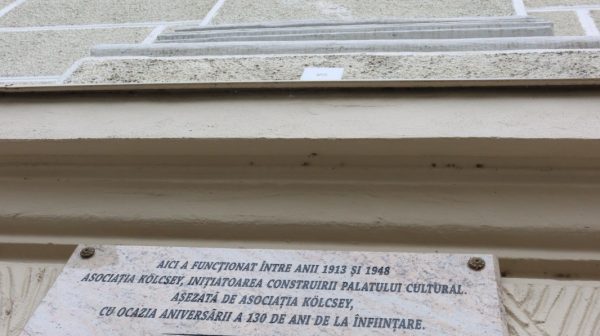 AICI A FUNCȚIONAT ÎNTRE ANII 1913 ȘI 1948
ASOCIAȚIA KÖLCSEY, INIȚIATOAREA CONSTRUIRII PALATULUI CULTURAL.
AȘEZATĂ DE ASOCIAȚIA KÖLCSEY,
CU OCAZIA ANIVERSĂRII A 130 DE ANI DE LA ÎNFIINȚARE.